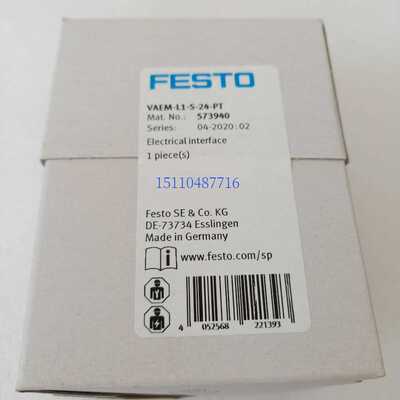 FESTO
VAEM-L1-S-24-PT
Mat. No.: 573940
Series: 04-2020:02
Electrical interface
1 piece(s)
15110487716
Festo SE & Co. KG
DE-73734 Esslingen
Made in Germany
www.festo.com/sp
4 052568 221393